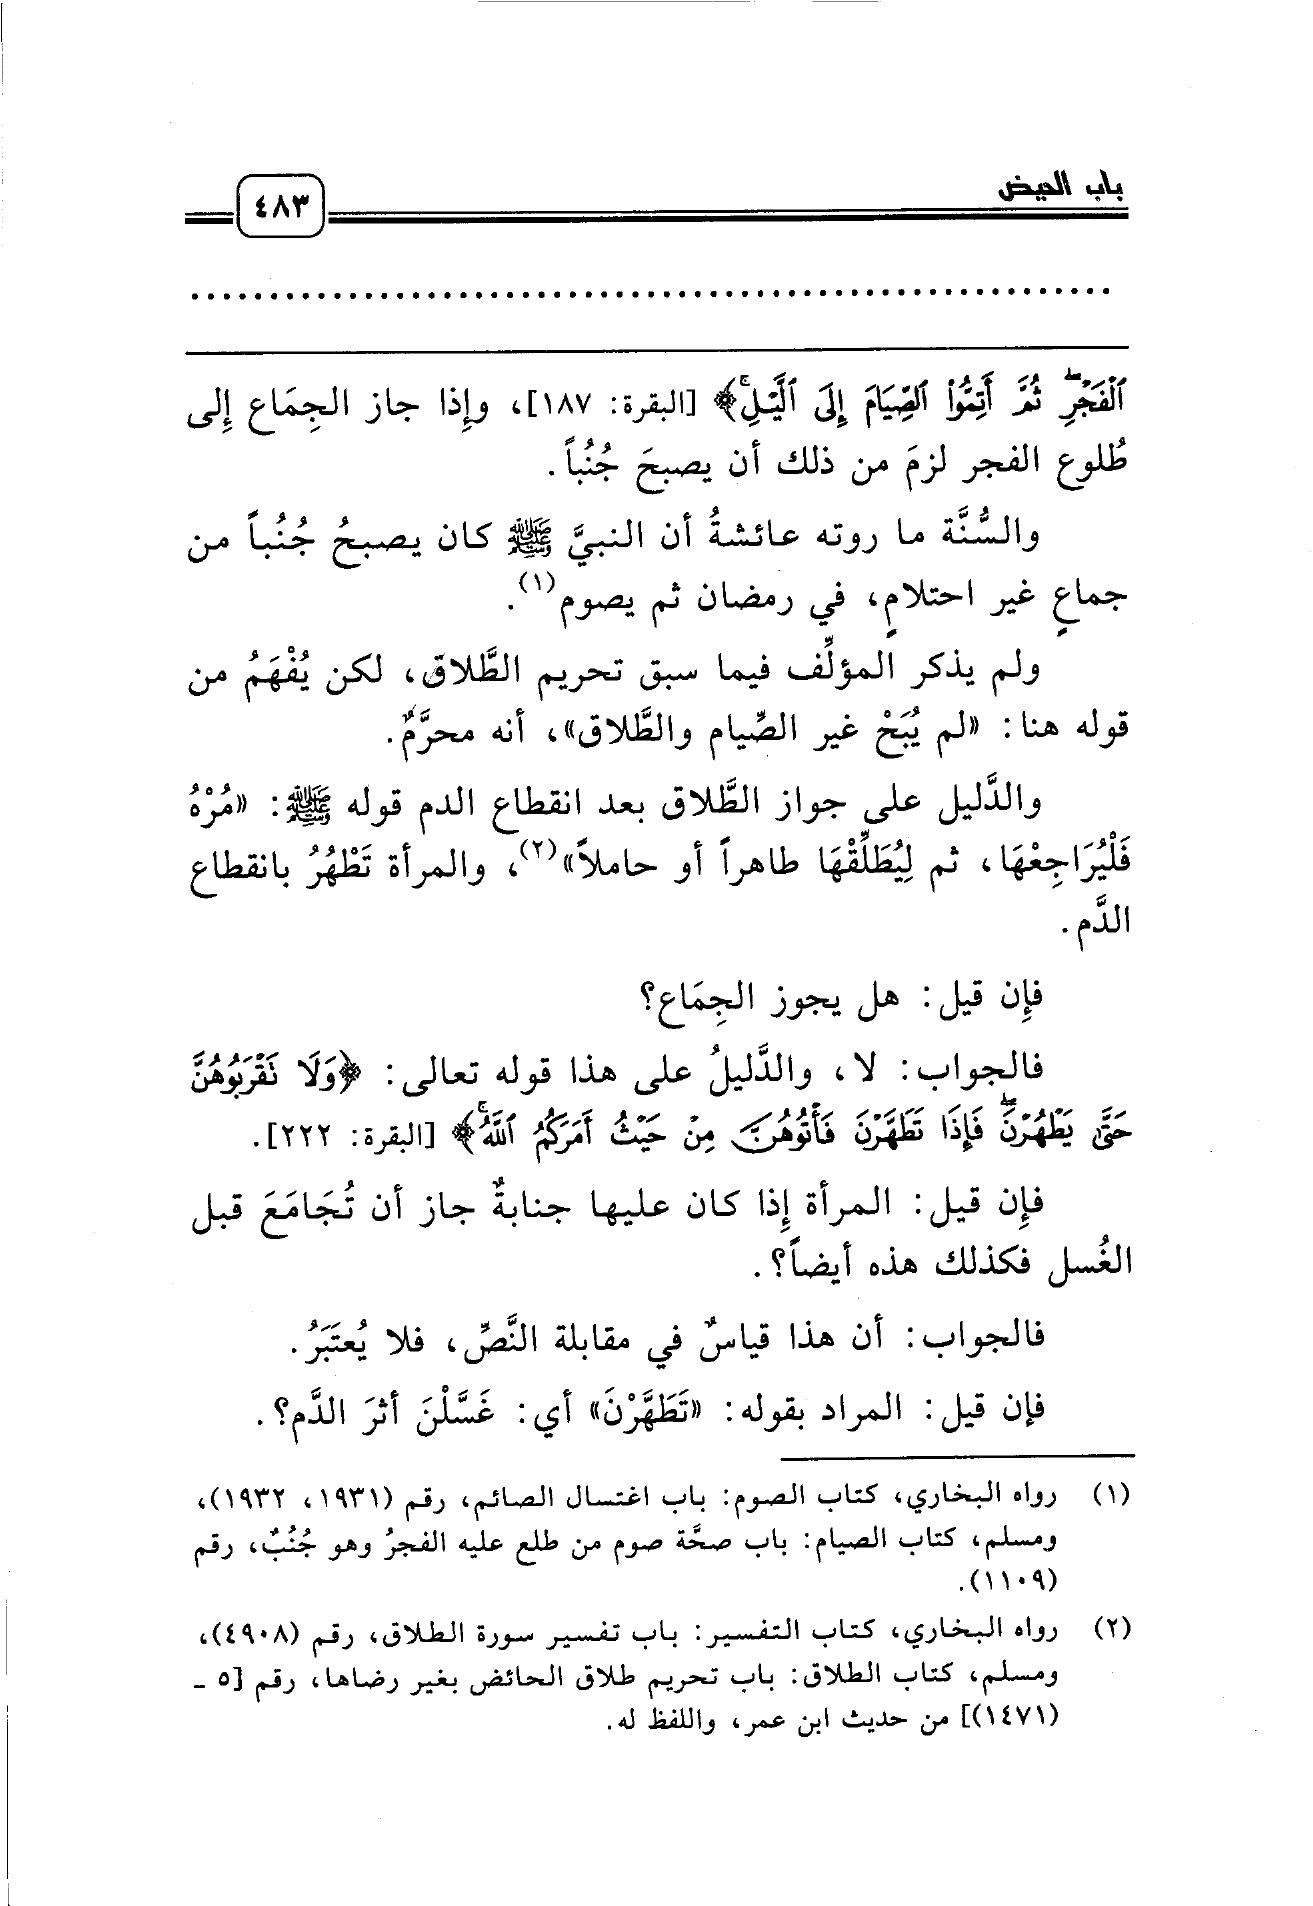 باب الحيض
٤٨٣
..........................................................
ٱلْفَجْرِۖ ثُمَّ أَتِمُّوا۟ ٱلصِّيَامَ إِلَى ٱلَّيْلِۚ﴾ [البقرة: ١٨٧]، وإِذا جاز الجِمَاع إِلى
طُلوع الفجر لزمَ من ذلك أن يصبحَ جُنُباً.
والسُّنَّة ما روته عائشةُ أن النبيَّ ﷺ كان يصبحُ جُنُباً من
جماعٍ غير احتلامٍ، في رمضان ثم يصوم(١).
ولم يذكر المؤلِّف فيما سبق تحريم الطَّلاق، لكن يُفْهَمُ من
قوله هنا: «لم يُبَحْ غير الصِّيام والطَّلاق»، أنه محرَّمٌ.
والدَّليل على جواز الطَّلاق بعد انقطاع الدم قوله ﷺ: «مُرْهُ
فَلْيُرَاجِعْهَا، ثم لِيُطَلِّقْهَا طاهراً أو حاملاً»(٢)، والمرأة تَطْهُرُ بانقطاع
الدَّم.
فإِن قيل: هل يجوز الجِمَاع؟
فالجواب: لا، والدَّليلُ على هذا قوله تعالى: ﴿وَلَا تَقْرَبُوهُنَّ
حَتَّىٰ يَطْهُرْنَۖ فَإِذَا تَطَهَّرْنَ فَأْتُوهُنَّ مِنْ حَيْثُ أَمَرَكُمُ ٱللَّهُۚ﴾ [البقرة: ٢٢٢].
فإِن قيل: المرأة إِذا كان عليها جنابةٌ جاز أن تُجَامَعَ قبل
الغُسل فكذلك هذه أيضاً؟.
فالجواب: أن هذا قياسٌ في مقابلة النَّصِّ، فلا يُعتَبَرُ.
فإن قيل: المراد بقوله: «تَطَهَّرْنَ» أي: غَسَّلْنَ أثرَ الدَّم؟.
(١) رواه البخاري، كتاب الصوم: باب اغتسال الصائم، رقم (١٩٣١، ١٩٣٢)،
ومسلم، كتاب الصيام: باب صحَّة صوم من طلع عليه الفجرُ وهو جُنُبٌ، رقم
(١١٠٩).
(٢) رواه البخاري، كتاب التفسير: باب تفسير سورة الطلاق، رقم (٤٩٠٨)،
ومسلم، كتاب الطلاق: باب تحريم طلاق الحائض بغير رضاها، رقم [٥ -
(١٤٧١)] من حديث ابن عمر، واللفظ له.